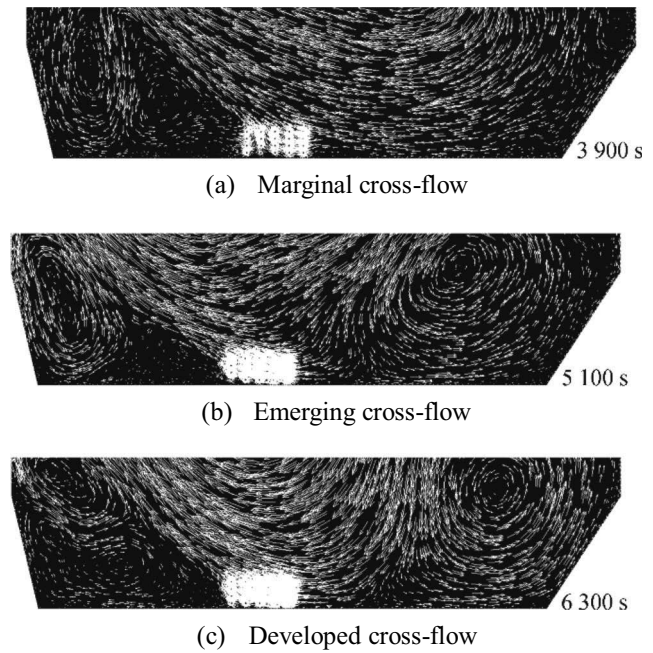 3 900 s
(a) Marginal cross-flow
5 100 s
(b) Emerging cross-flow
6 300 s
(c) Developed cross-flow